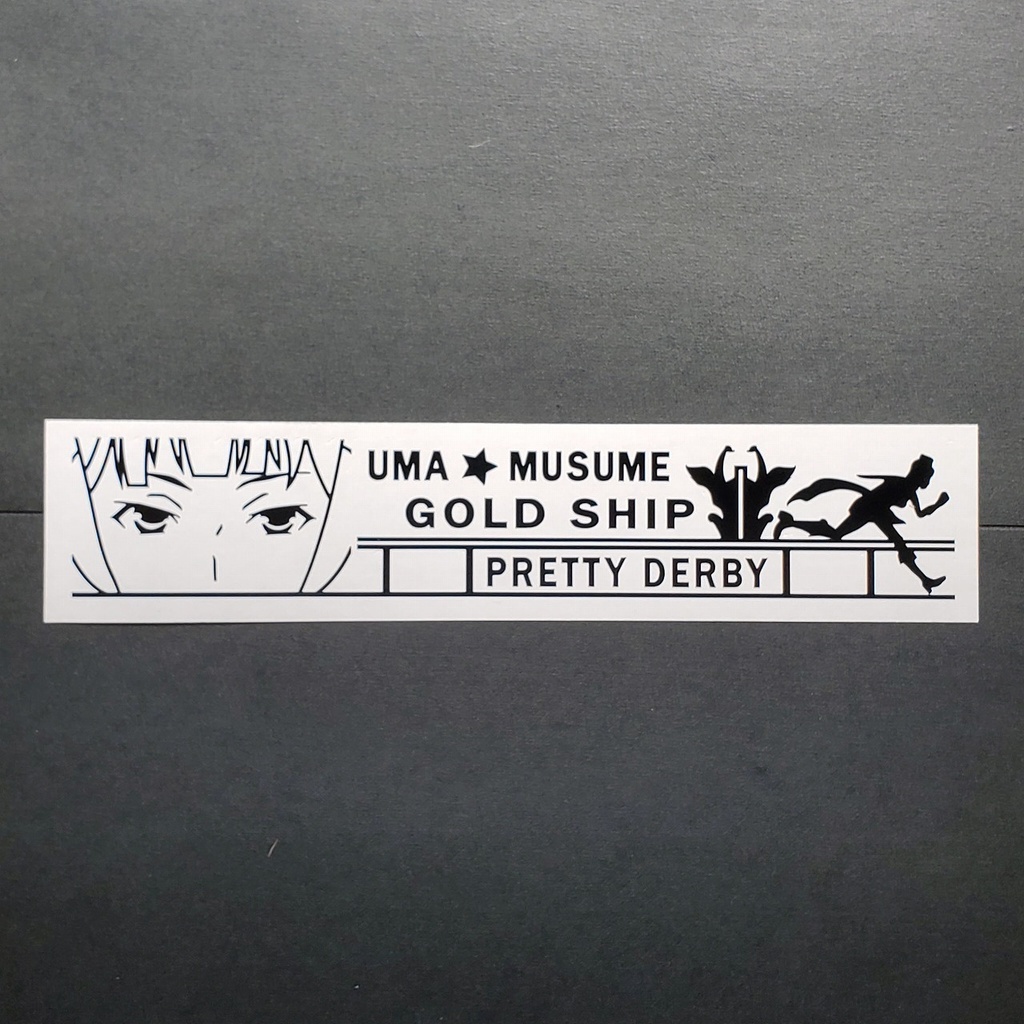 UMA ★ MUSUME
GOLD SHIP
PRETTY DERBY